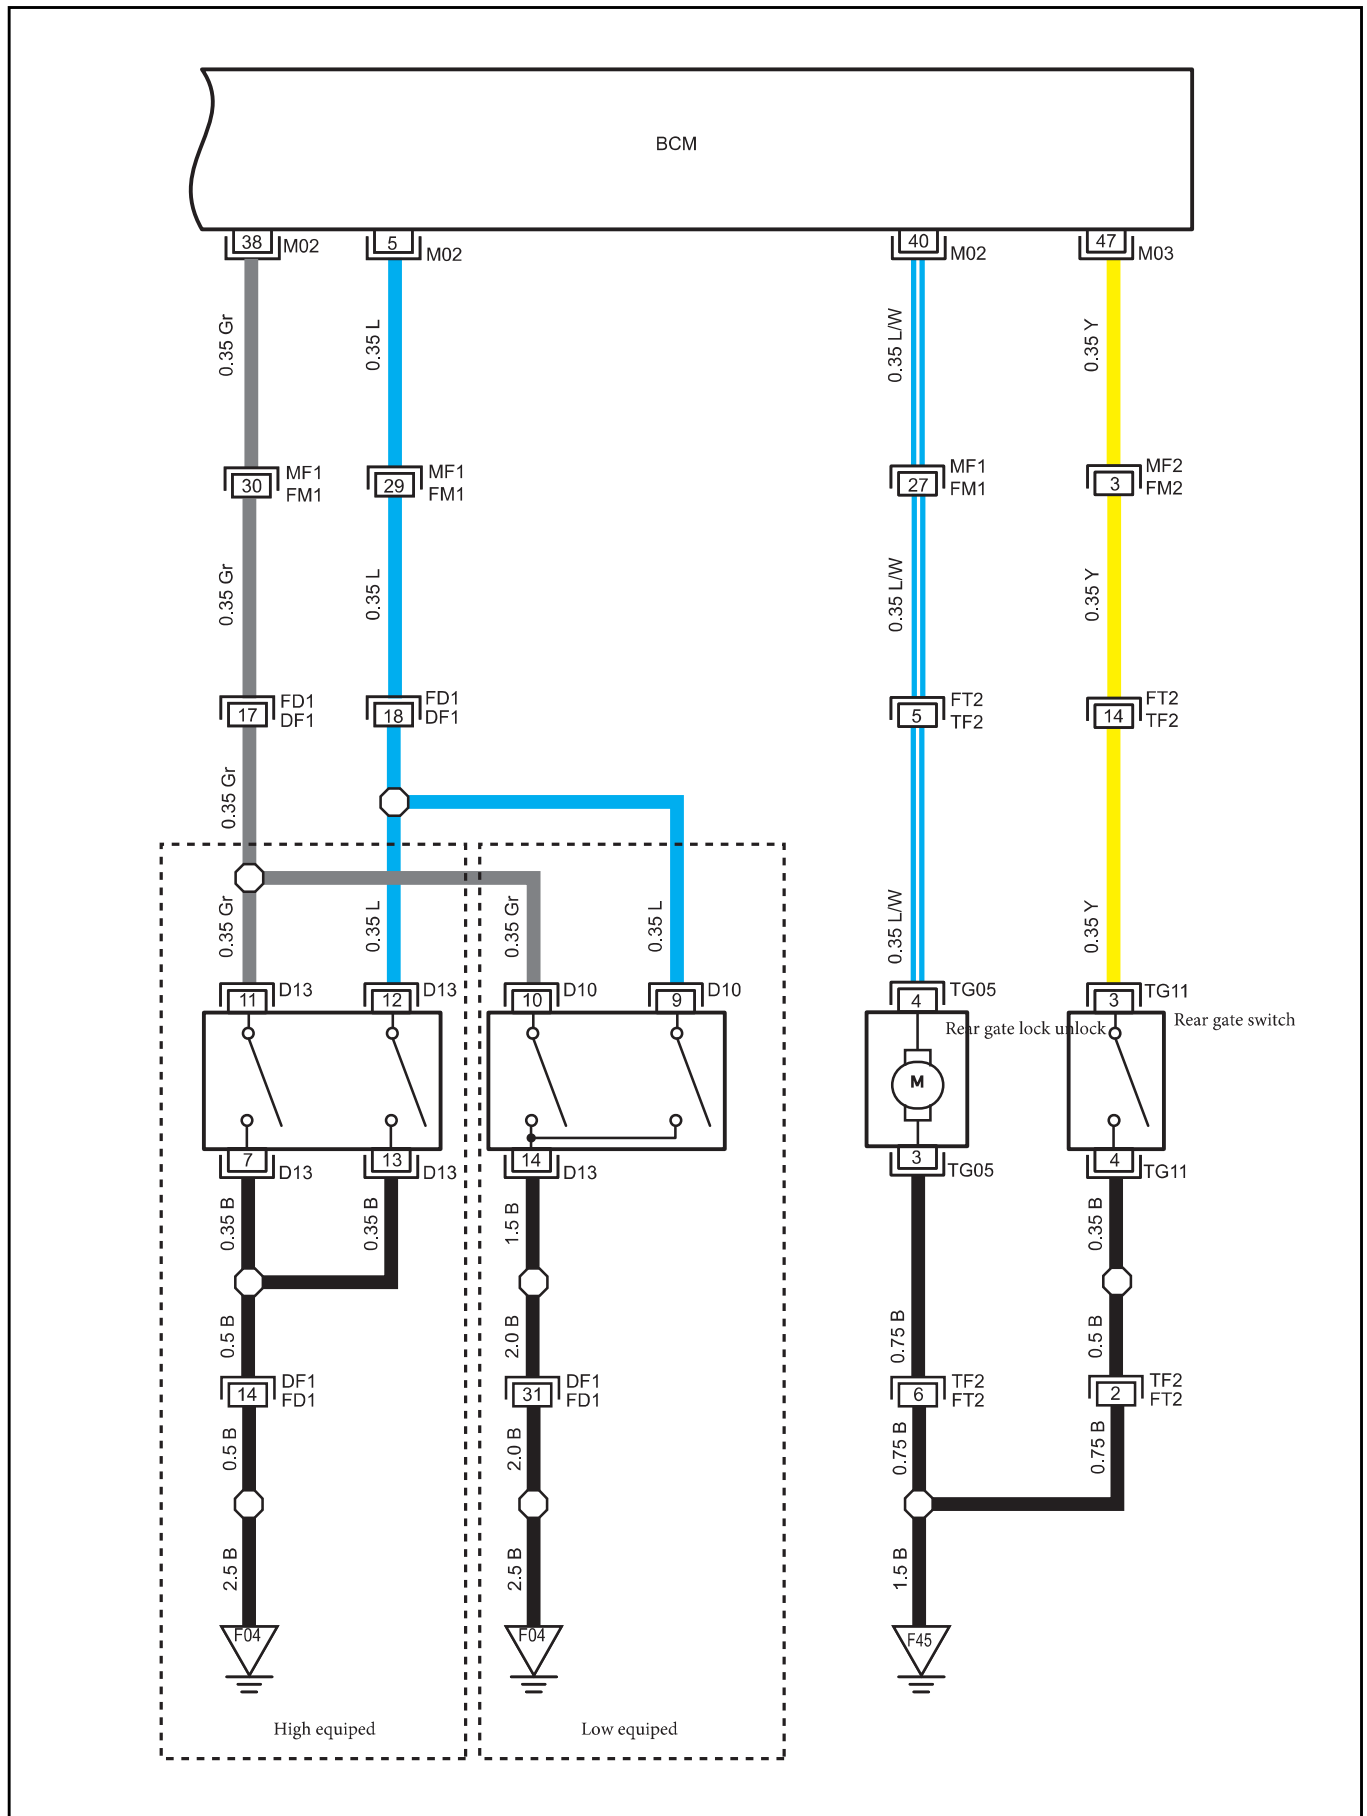 BCM
38 M02
5 M02
40 M02
47 M03
0.35 Gr
0.35 L
0.35 L/W
0.35 Y
30 MF1
FM1
29 MF1
FM1
27 MF1
FM1
3 MF2
FM2
0.35 Gr
0.35 L
0.35 L/W
0.35 Y
17 FD1
DF1
18 FD1
DF1
5 FT2
TF2
14 FT2
TF2
0.35 Gr
0.35 Gr
0.35 L
0.35 Gr
0.35 L
0.35 L/W
0.35 Y
11 D13
12 D13
10 D10
9 D10
4 TG05
3 TG11
Rear gate lock unlock
Rear gate switch
M
7 D13
13 D13
14 D13
3 TG05
4 TG11
0.35 B
0.35 B
1.5 B
0.35 B
0.5 B
2.0 B
0.75 B
0.5 B
14 DF1
FD1
31 DF1
FD1
6 TF2
FT2
2 TF2
FT2
0.5 B
2.0 B
0.75 B
0.75 B
2.5 B
2.5 B
1.5 B
F04
F04
F45
High equiped
Low equiped